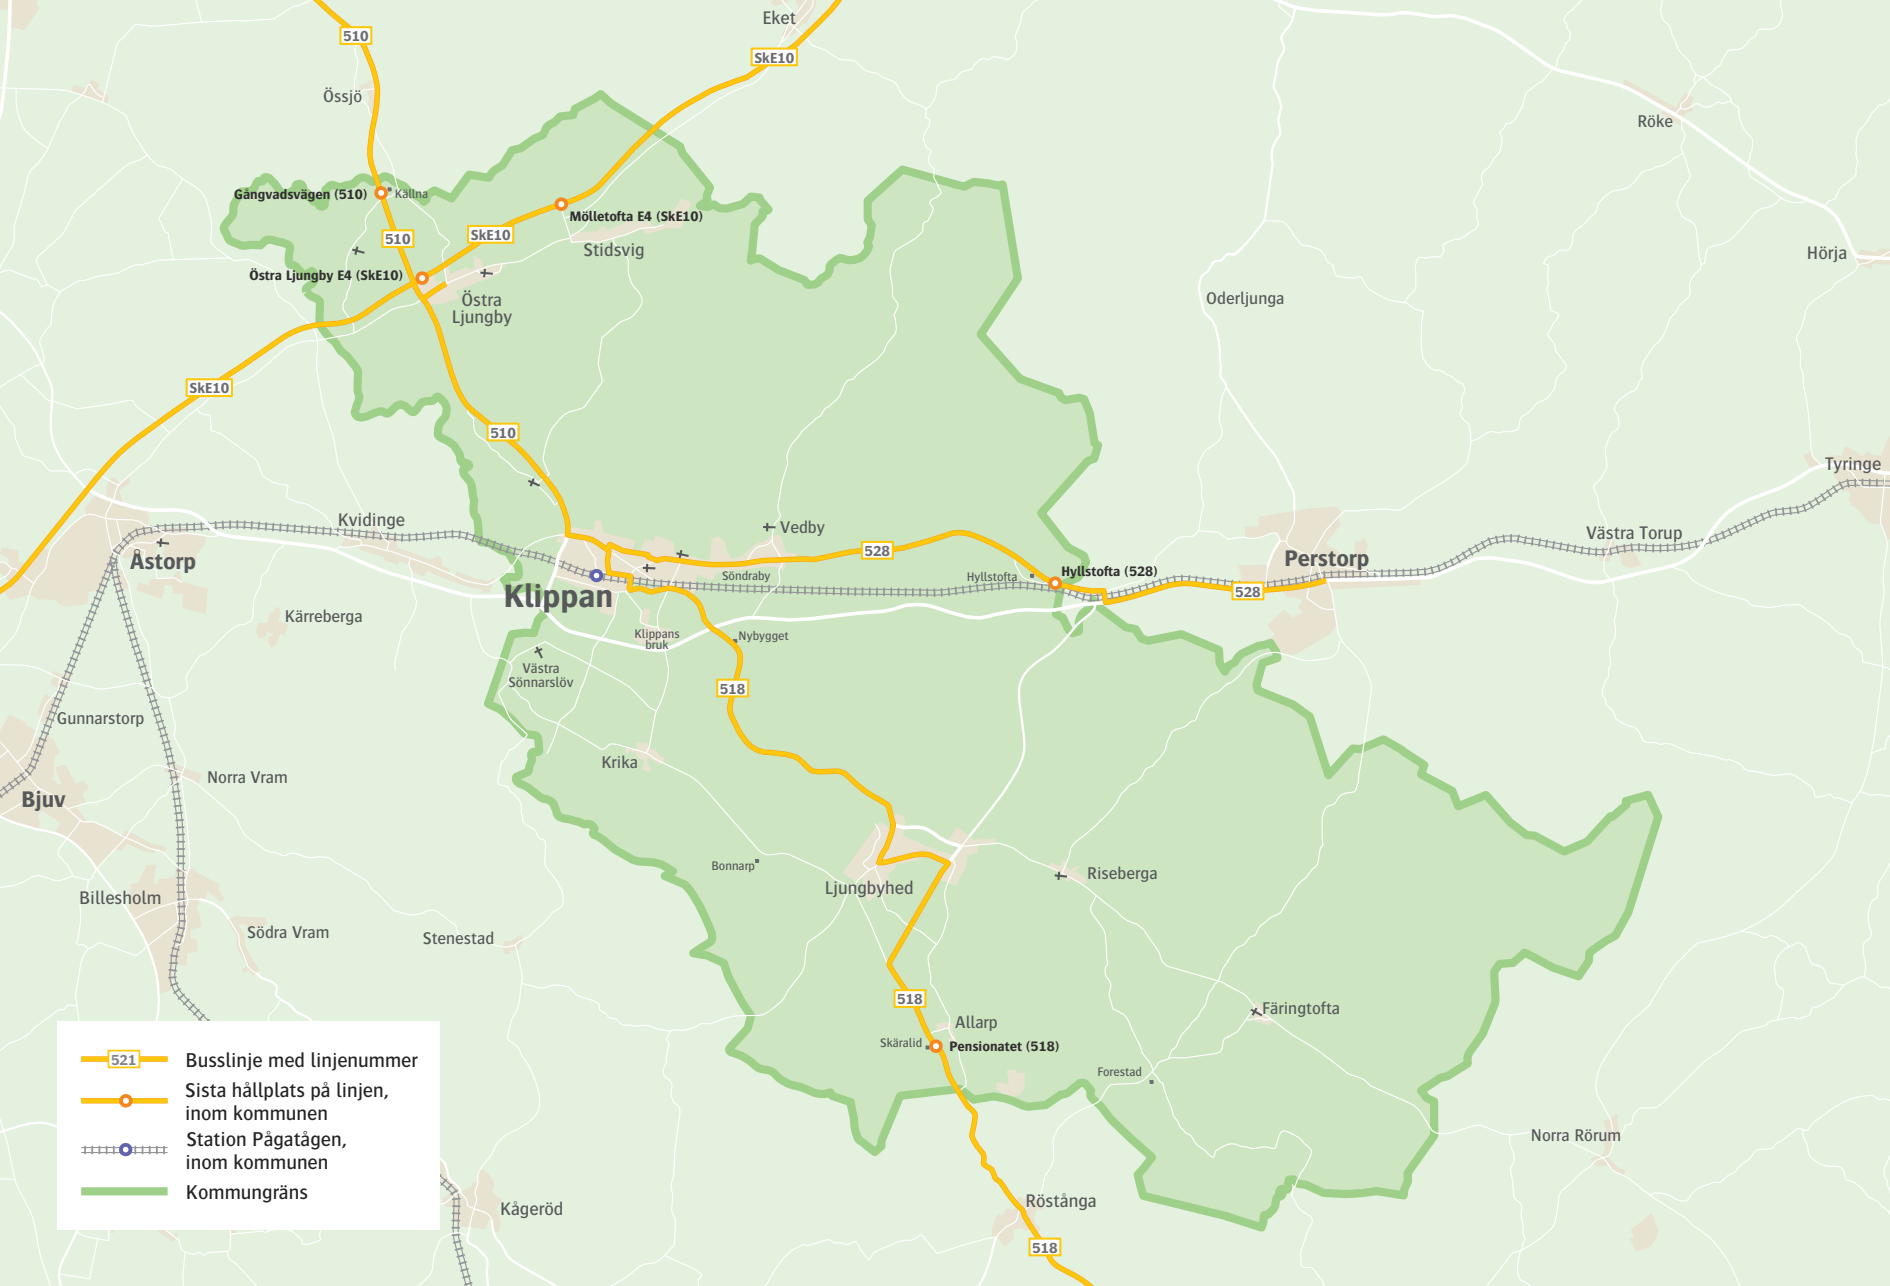 Eket
510
SkE10
Össjö
Röke
Gångvadsvägen (510)
Källna
Mölletofta E4 (SkE10)
510
SkE10
Stidsvig
Hörja
Östra Ljungby E4 (SkE10)
Östra
Ljungby
Oderljunga
SkE10
510
Tyringe
Kvidinge
Vedby
Västra Torup
528
Åstorp
Perstorp
Söndraby
Hyllstofta
Hyllstofta (528)
528
Klippan
Kärreberga
Klippans
bruk
Nybygget
Västra
Sönnarslöv
518
Gunnarstorp
Krika
Norra Vram
Bjuv
Bonnarp
Riseberga
Ljungbyhed
Billesholm
Södra Vram
Stenestad
518
Färingtofta
Allarp
Skäralid
Pensionatet (518)
Forestad
521
Busslinje med linjenummer
Sista hållplats på linjen,
inom kommunen
Station Pågatågen,
inom kommunen
Kommungräns
Norra Rörum
Röstånga
Kågeröd
518